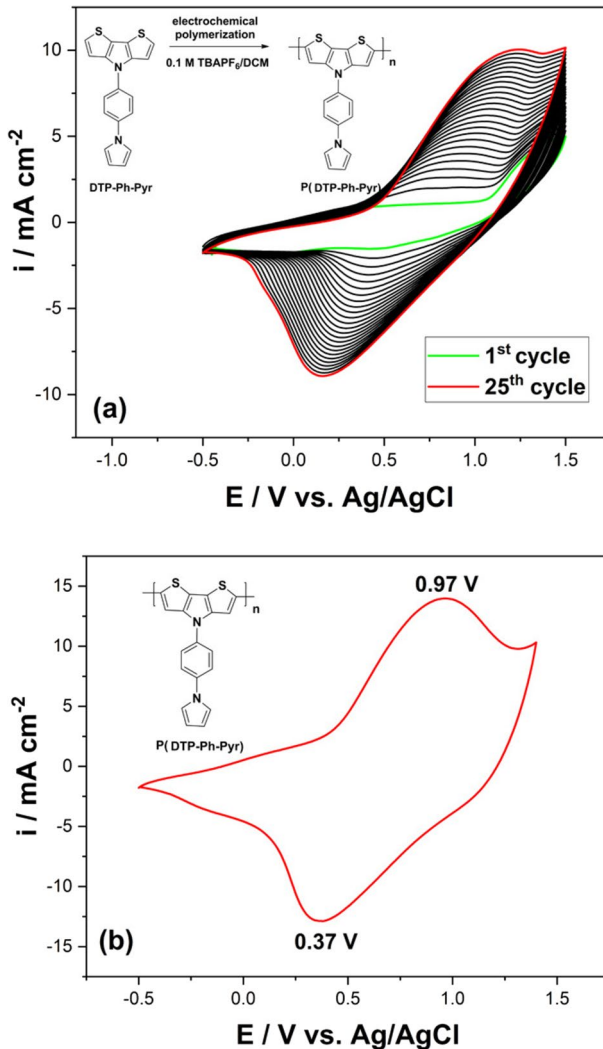 electrochemical
polymerization
0.1 M TBAPF6/DCM
S
S
N
N
DTP-Ph-Pyr
S
S
n
N
N
P( DTP-Ph-Pyr)
10
5
0
-5
-10
i / mA cm-2
1st cycle
25th cycle
(a)
-1.0
-0.5
0.0
0.5
1.0
1.5
E / V vs. Ag/AgCl
15
10
5
0
-5
-10
-15
i / mA cm-2
S
S
n
N
N
P( DTP-Ph-Pyr)
0.97 V
0.37 V
(b)
-0.5
0.0
0.5
1.0
1.5
E / V vs. Ag/AgCl